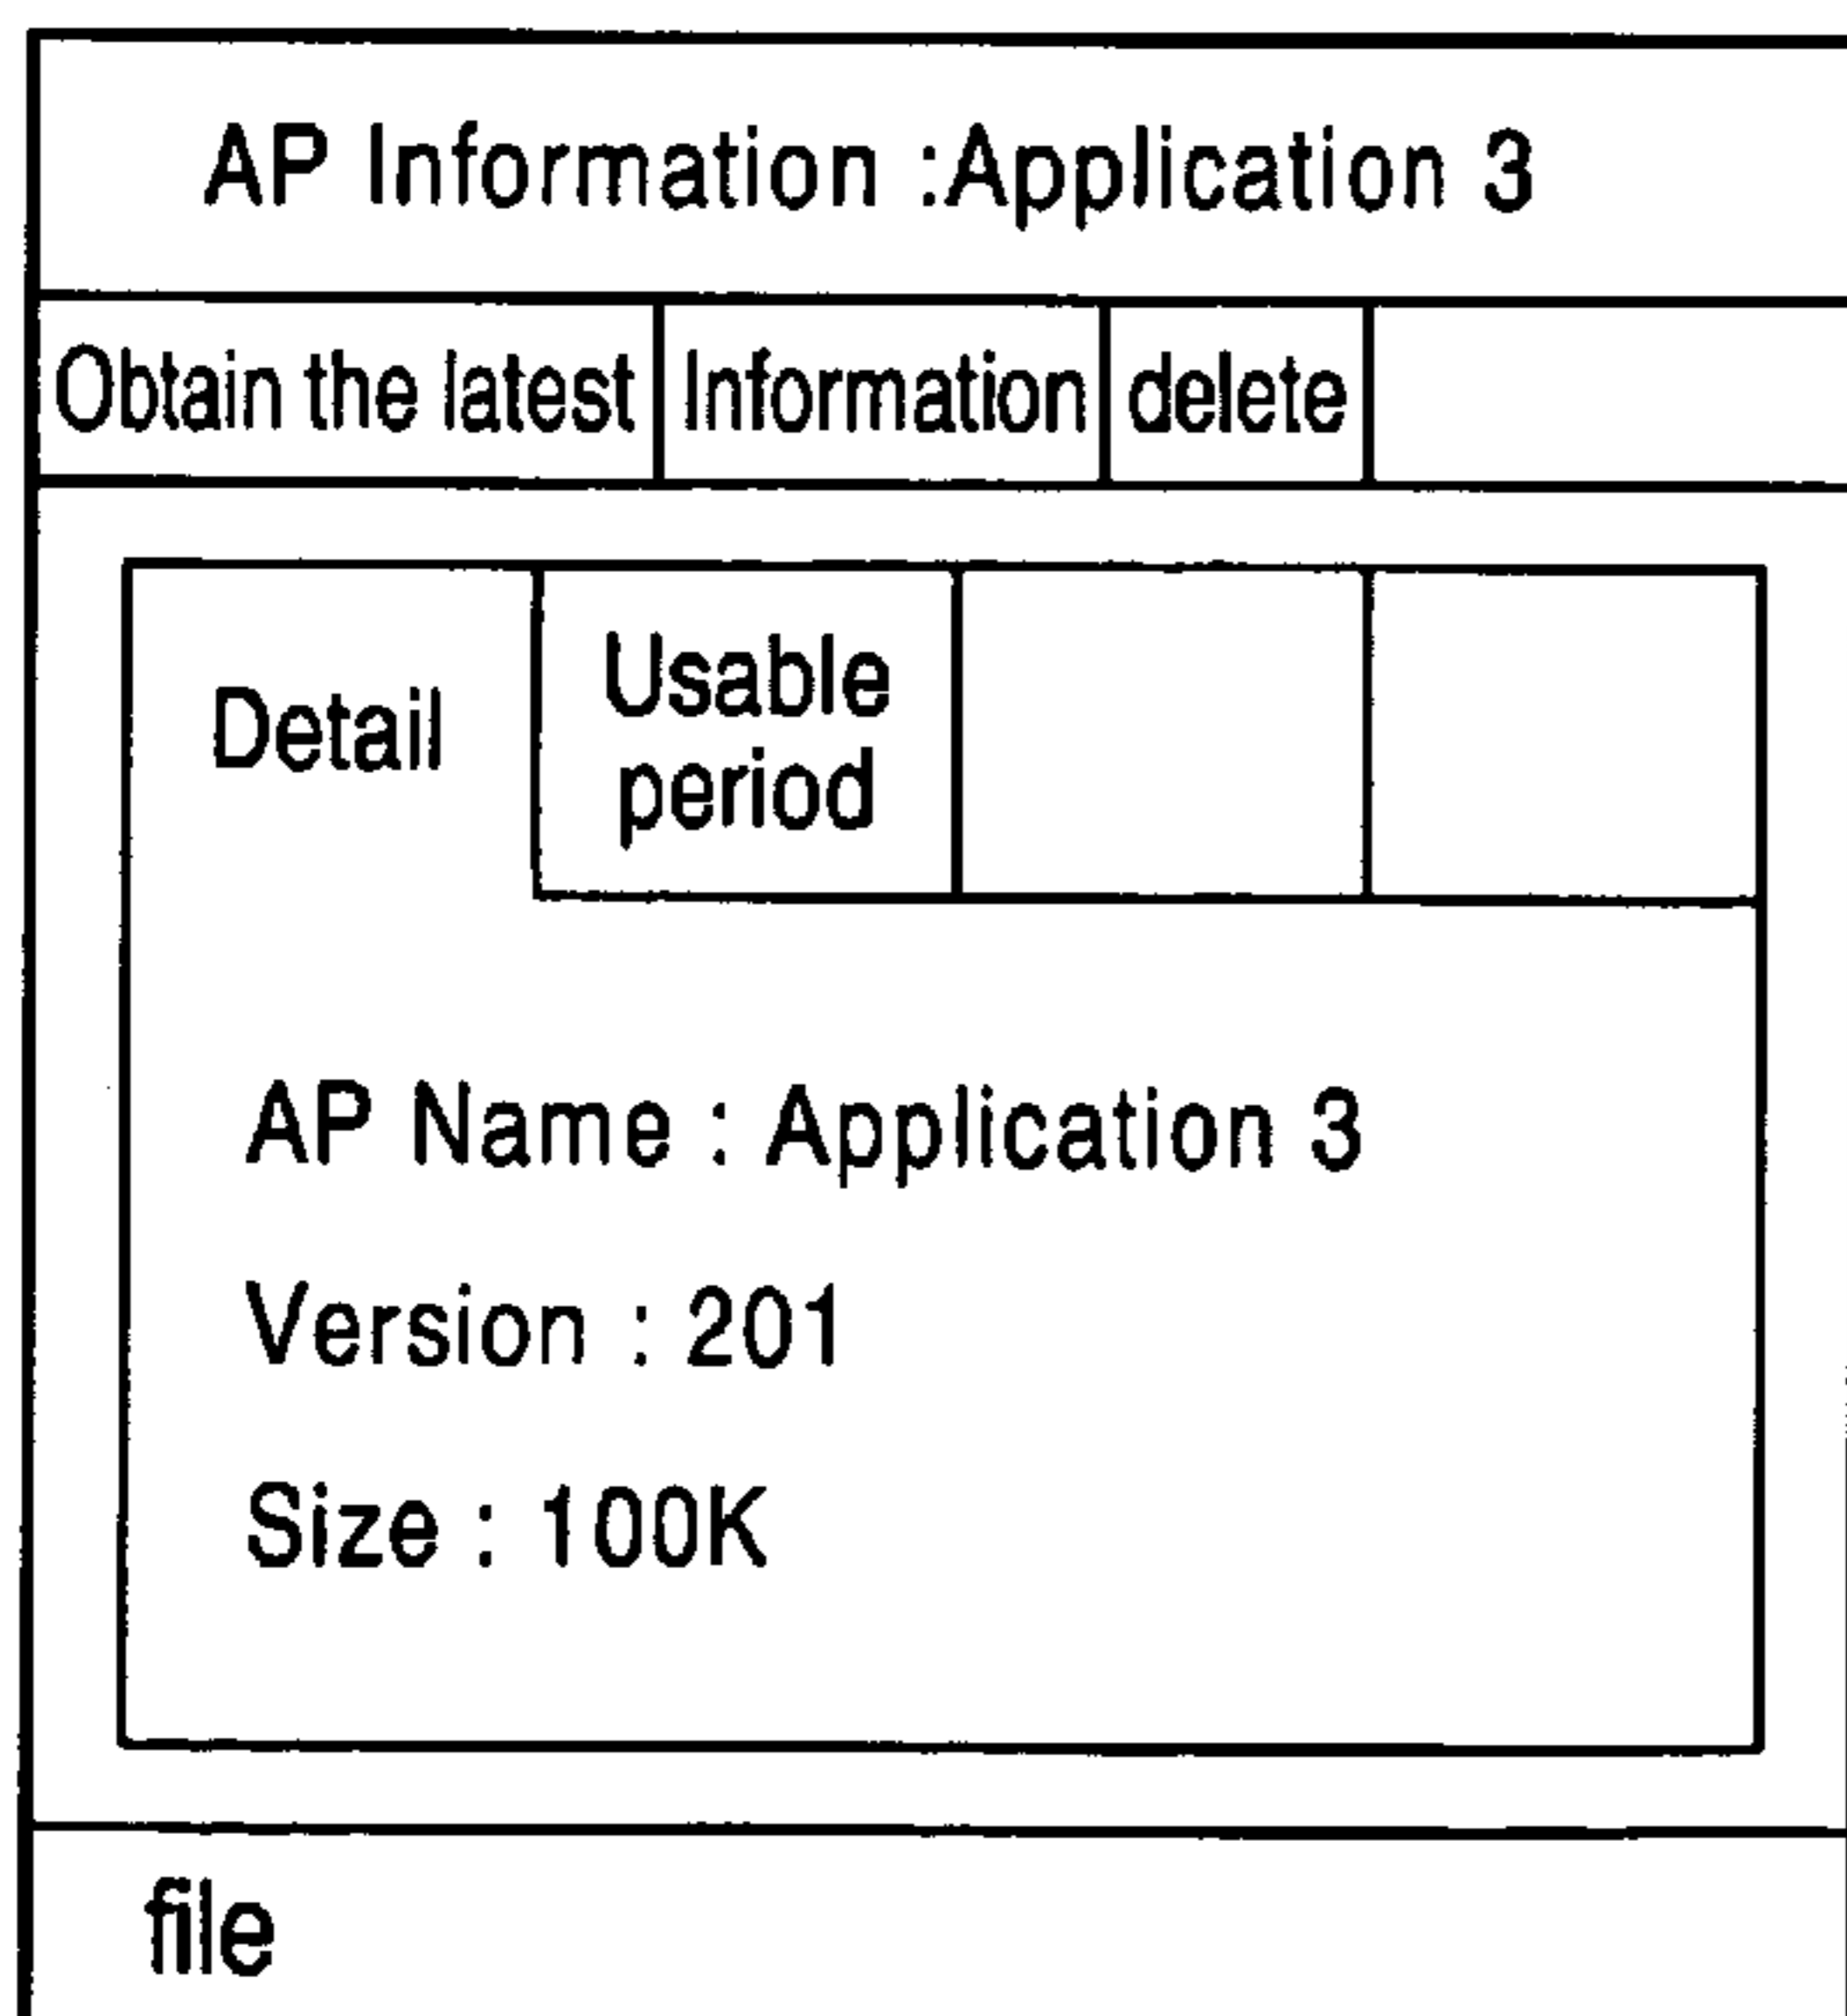 AP Information :Application 3
Obtain the latest Information delete
Detail
Usable
period
AP Name : Application 3
Version : 201
Size : 100K
file